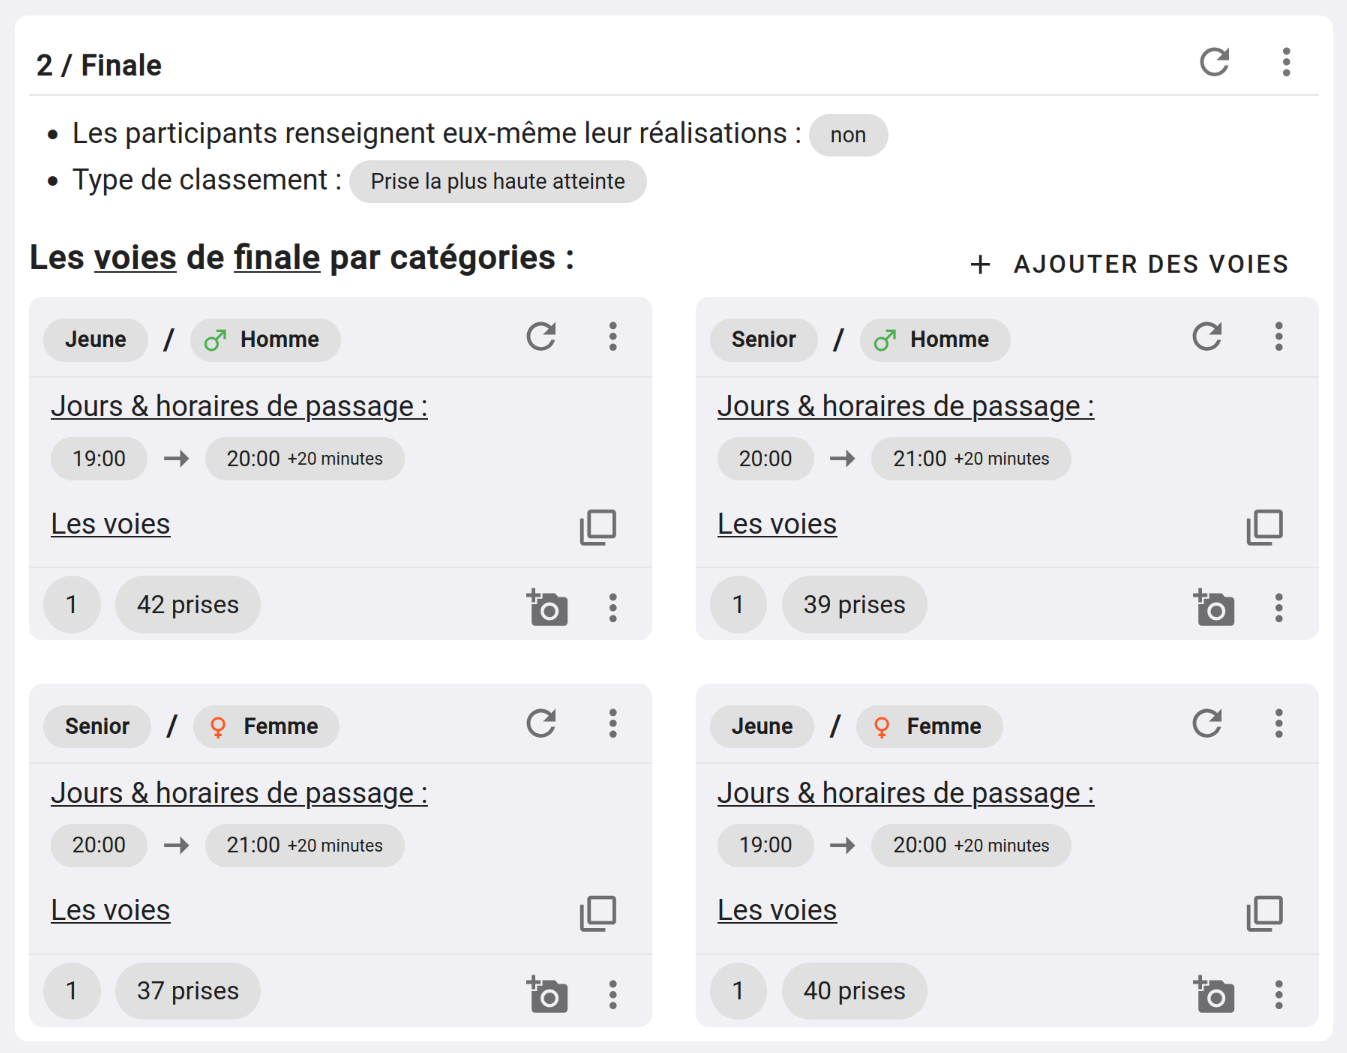 2 / Finale
Les participants renseignent eux-même leur réalisations : non
Type de classement : Prise la plus haute atteinte
Les voies de finale par catégories :
+ AJOUTER DES VOIES
Jeune / Homme
Jours & horaires de passage :
19:00 → 20:00 +20 minutes
Les voies
1 42 prises
Senior / Homme
Jours & horaires de passage :
20:00 → 21:00 +20 minutes
Les voies
1 39 prises
Senior / Femme
Jours & horaires de passage :
20:00 → 21:00 +20 minutes
Les voies
1 37 prises
Jeune / Femme
Jours & horaires de passage :
19:00 → 20:00 +20 minutes
Les voies
1 40 prises